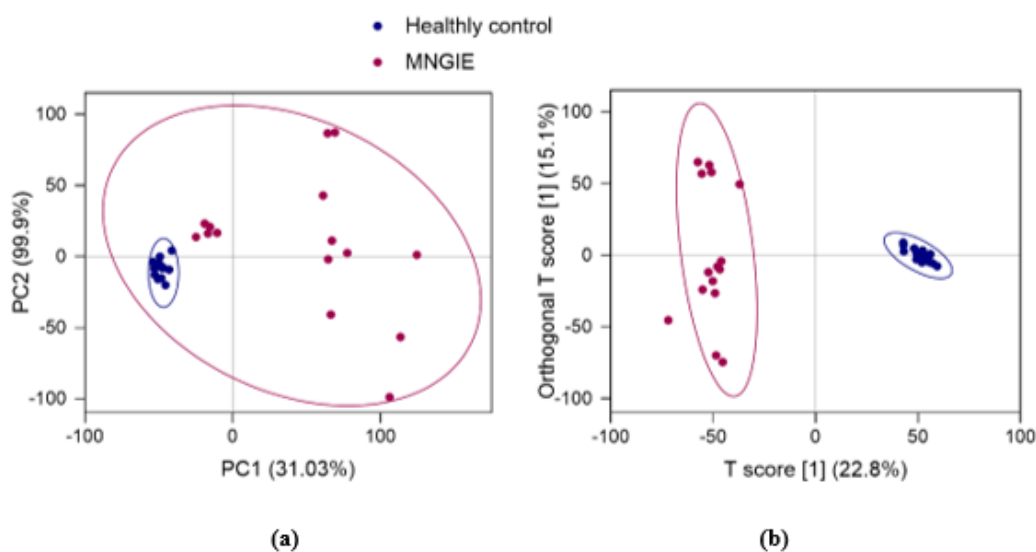 Healthly control
MNGIE
PC2 (99.9%)
100
50
0
-50
-100
-100
0
100
PC1 (31.03%)
(a)
Orthogonal T score [1] (15.1%)
100
50
0
-50
-100
-100
-50
0
50
100
T score [1] (22.8%)
(b)